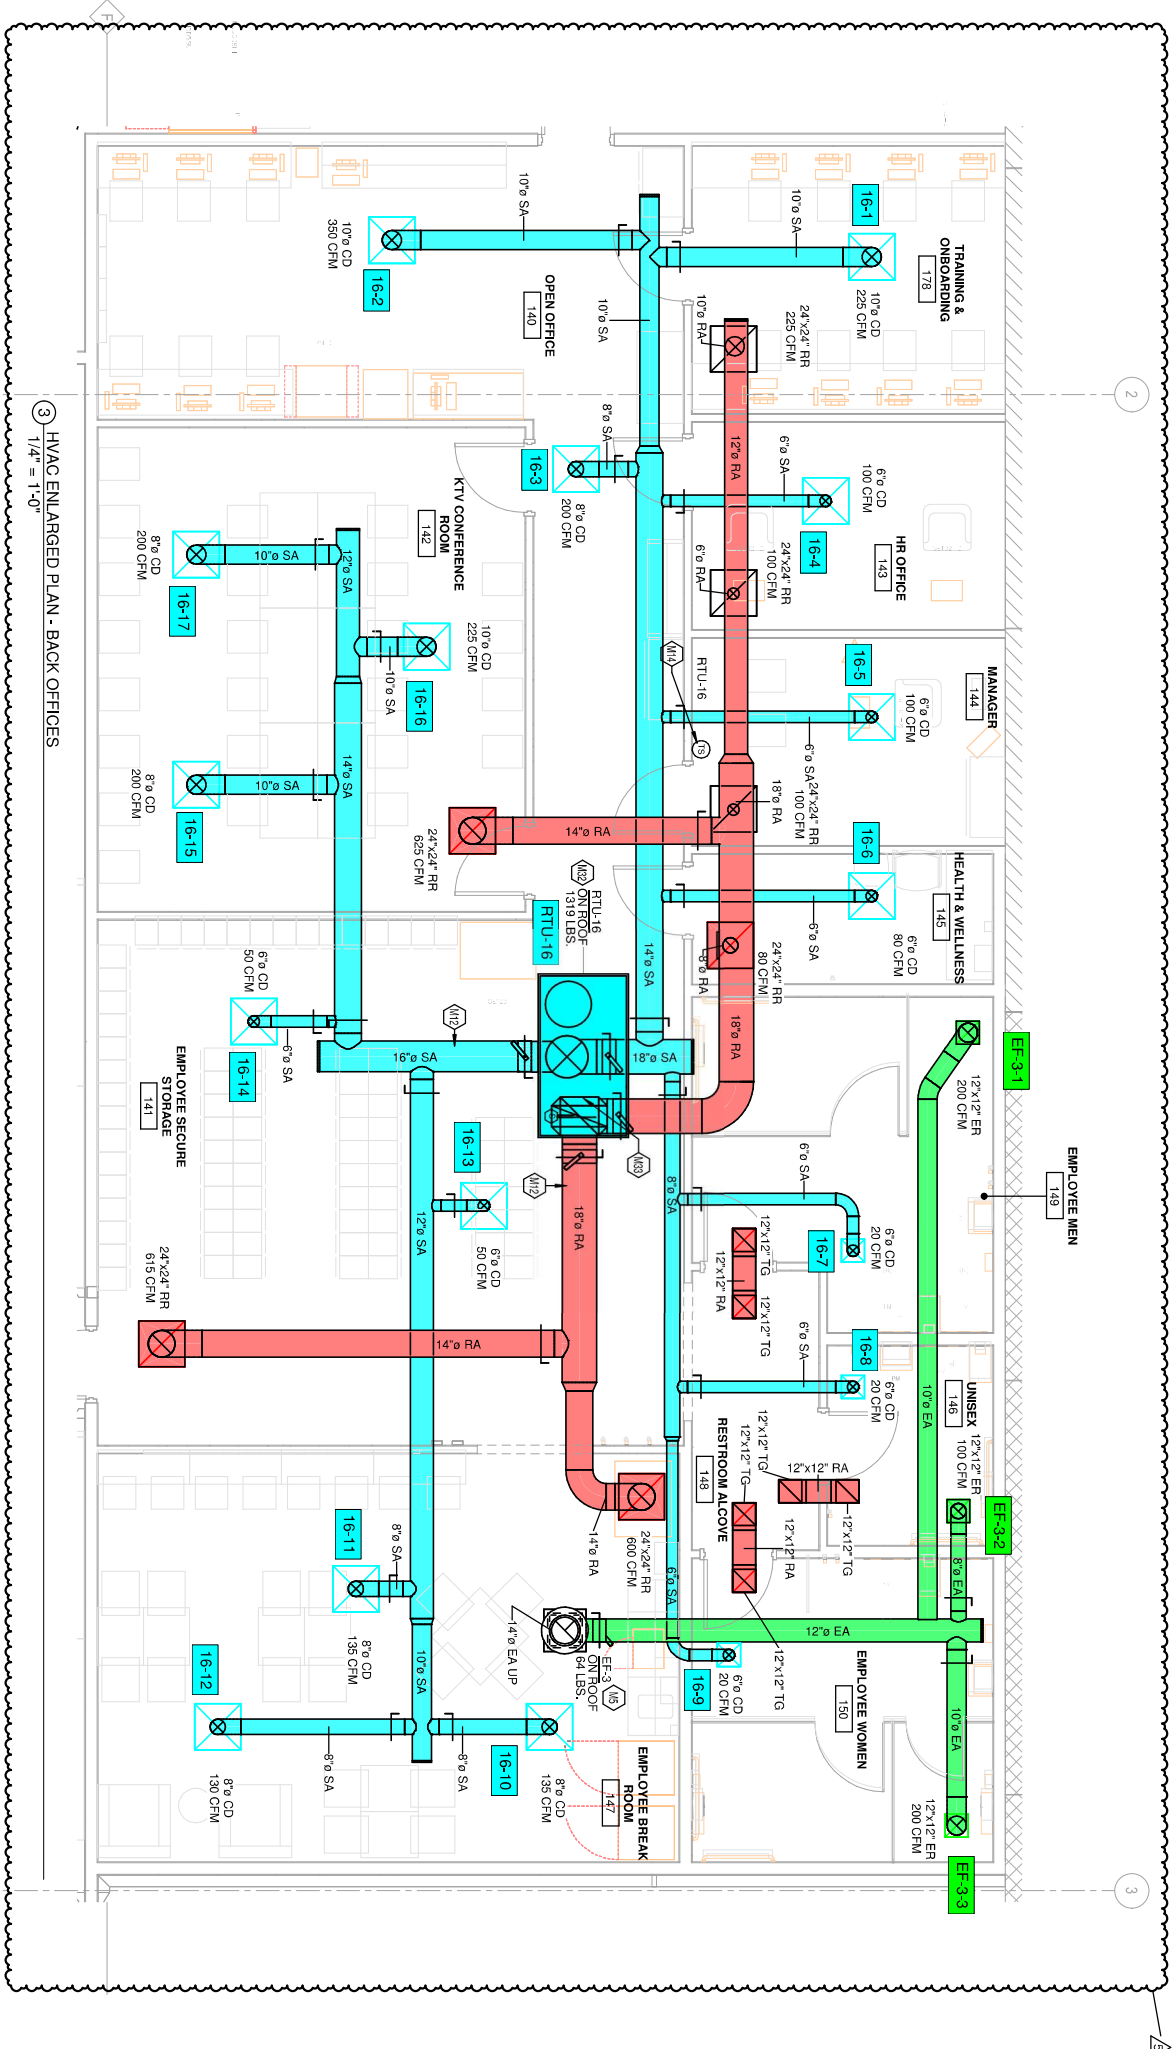 16-1
10"ø SA
10"ø CD
225 CFM
TRAINING &
ONBOARDING
178
10"ø SA
10"ø CD
350 CFM
16-2
OPEN OFFICE
140
10"ø SA
10"ø RA
24"x24" RR
225 CFM
12"ø RA
2
8"ø SA
16-3
8"ø CD
200 CFM
6"ø SA
6"ø CD
100 CFM
16-4
24"x24" RR
100 CFM
6"ø RA
HR OFFICE
143
KTV CONFERENCE
ROOM
142
10"ø SA
8"ø CD
200 CFM
16-17
12"ø SA
10"ø CD
225 CFM
10"ø SA
16-16
14"ø SA
10"ø SA
8"ø CD
200 CFM
16-15
M14
RTU-16
TS
MANAGER
144
16-5
6"ø CD
100 CFM
6"ø SA
24"x24" RR
100 CFM
18"ø RA
14"ø RA
24"x24" RR
625 CFM
16-6
HEALTH & WELLNESS
145
6"ø SA
6"ø CD
80 CFM
24"x24" RR
80 CFM
8"ø RA
M32
RTU-16
ON ROOF
1319 LBS.
RTU-16
14"ø SA
18"ø RA
18"ø SA
16"ø SA
M12
6"ø CD
50 CFM
6"ø SA
16-14
EMPLOYEE SECURE
STORAGE
141
16-13
6"ø CD
50 CFM
12"ø SA
M33
M12
18"ø RA
8"ø SA
EF-3-1
12"x12" ER
200 CFM
EMPLOYEE MEN
149
6"ø SA
6"ø CD
20 CFM
16-7
12"x12" TG
12"x12" RA
12"x12" TG
6"ø SA
16-8
6"ø CD
20 CFM
10"ø EA
UNISEX
146
12"x12" ER
100 CFM
EF-3-2
8"ø EA
24"x24" RR
615 CFM
14"ø RA
RESTROOM ALCOVE
148
12"x12" TG
12"x12" TG
12"x12" RA
12"x12" TG
12"x12" RA
12"x12" TG
24"x24" RR
600 CFM
14"ø RA
6"ø SA
16-11
8"ø SA
8"ø CD
135 CFM
10"ø SA
14"ø EA UP
EF-3
ON ROOF
64 LBS.
M5
12"ø EA
16-9
6"ø CD
20 CFM
EMPLOYEE WOMEN
150
10"ø EA
12"x12" ER
200 CFM
EF-3-3
16-12
8"ø CD
130 CFM
8"ø SA
8"ø SA
16-10
8"ø CD
135 CFM
EMPLOYEE BREAK
ROOM
147
3
3
HVAC ENLARGED PLAN - BACK OFFICES
1/4" = 1'-0"
F